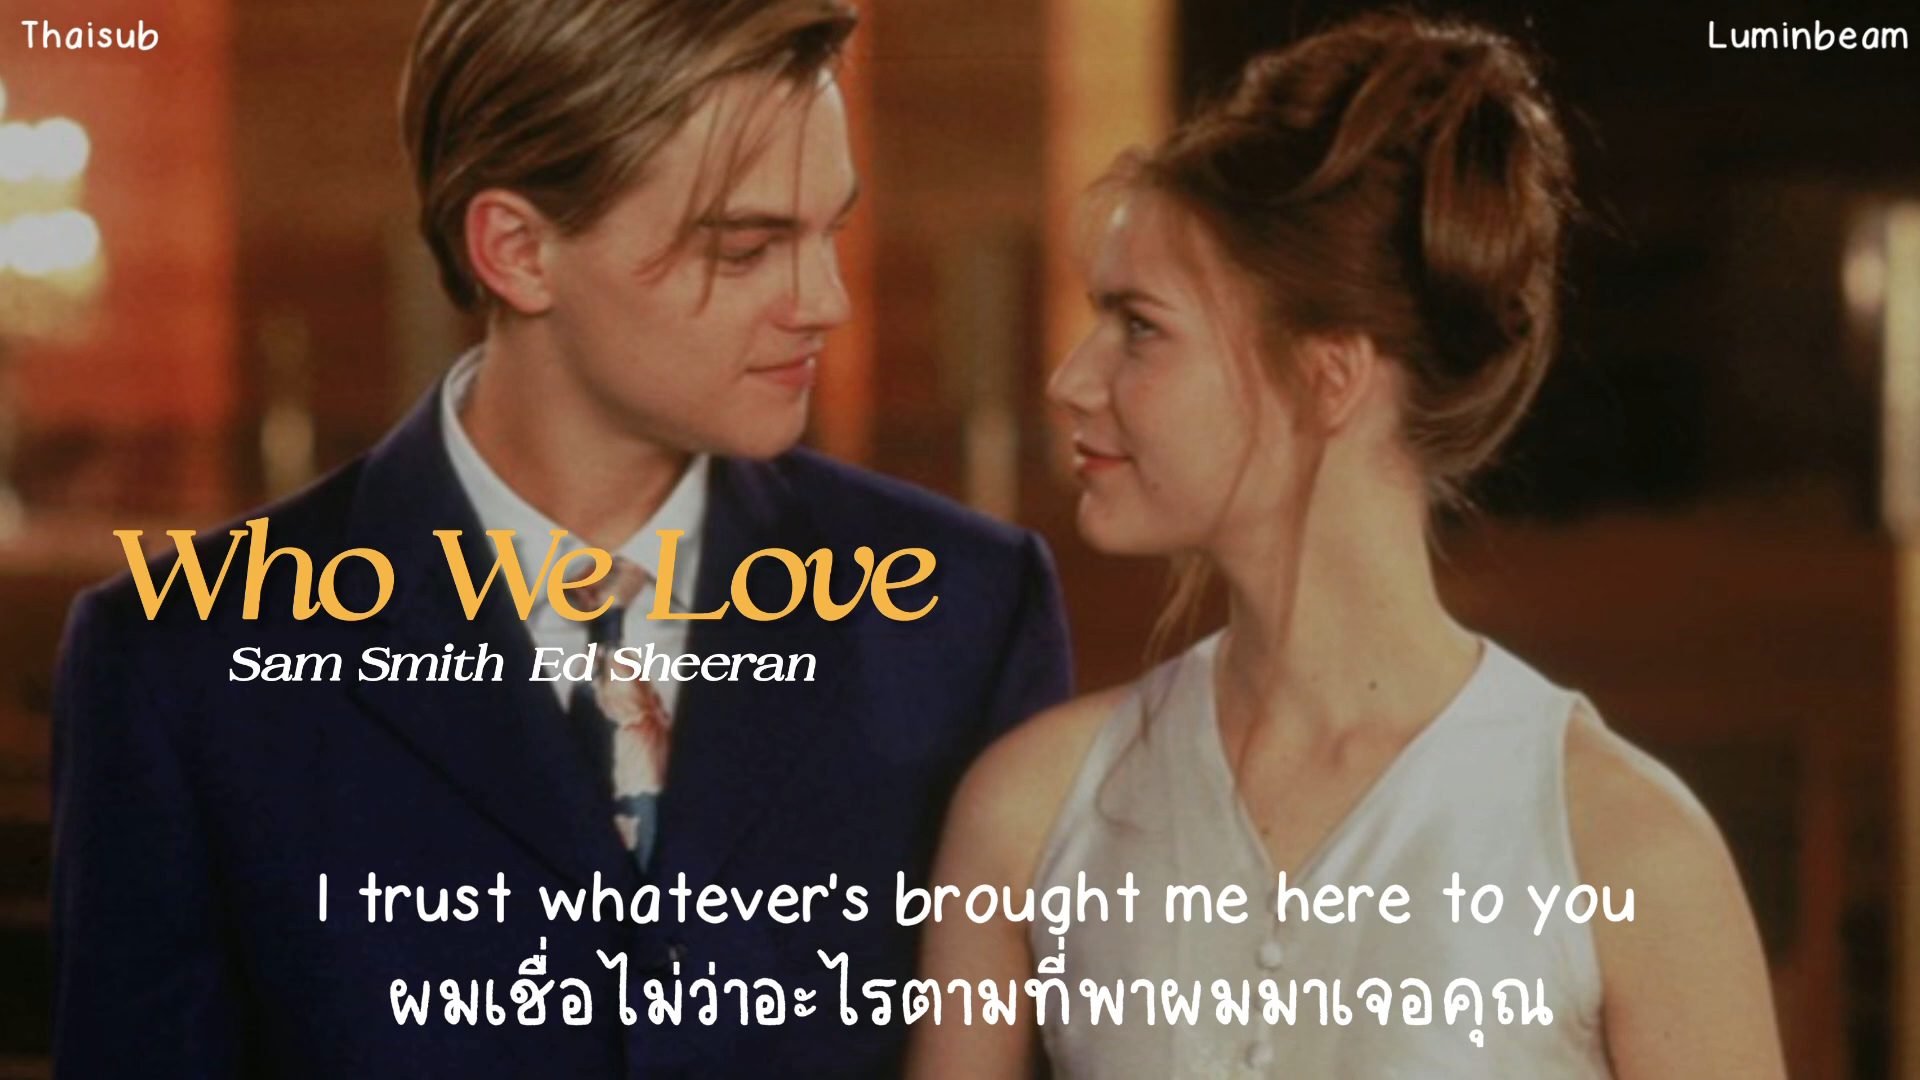 Thaisub
Luminbeam
Who We Love
Sam Smith Ed Sheeran
I trust whatever's brought me here to you
ผมเชื่อไม่ว่าอะไรตามที่พาผมมาเจอคุณ